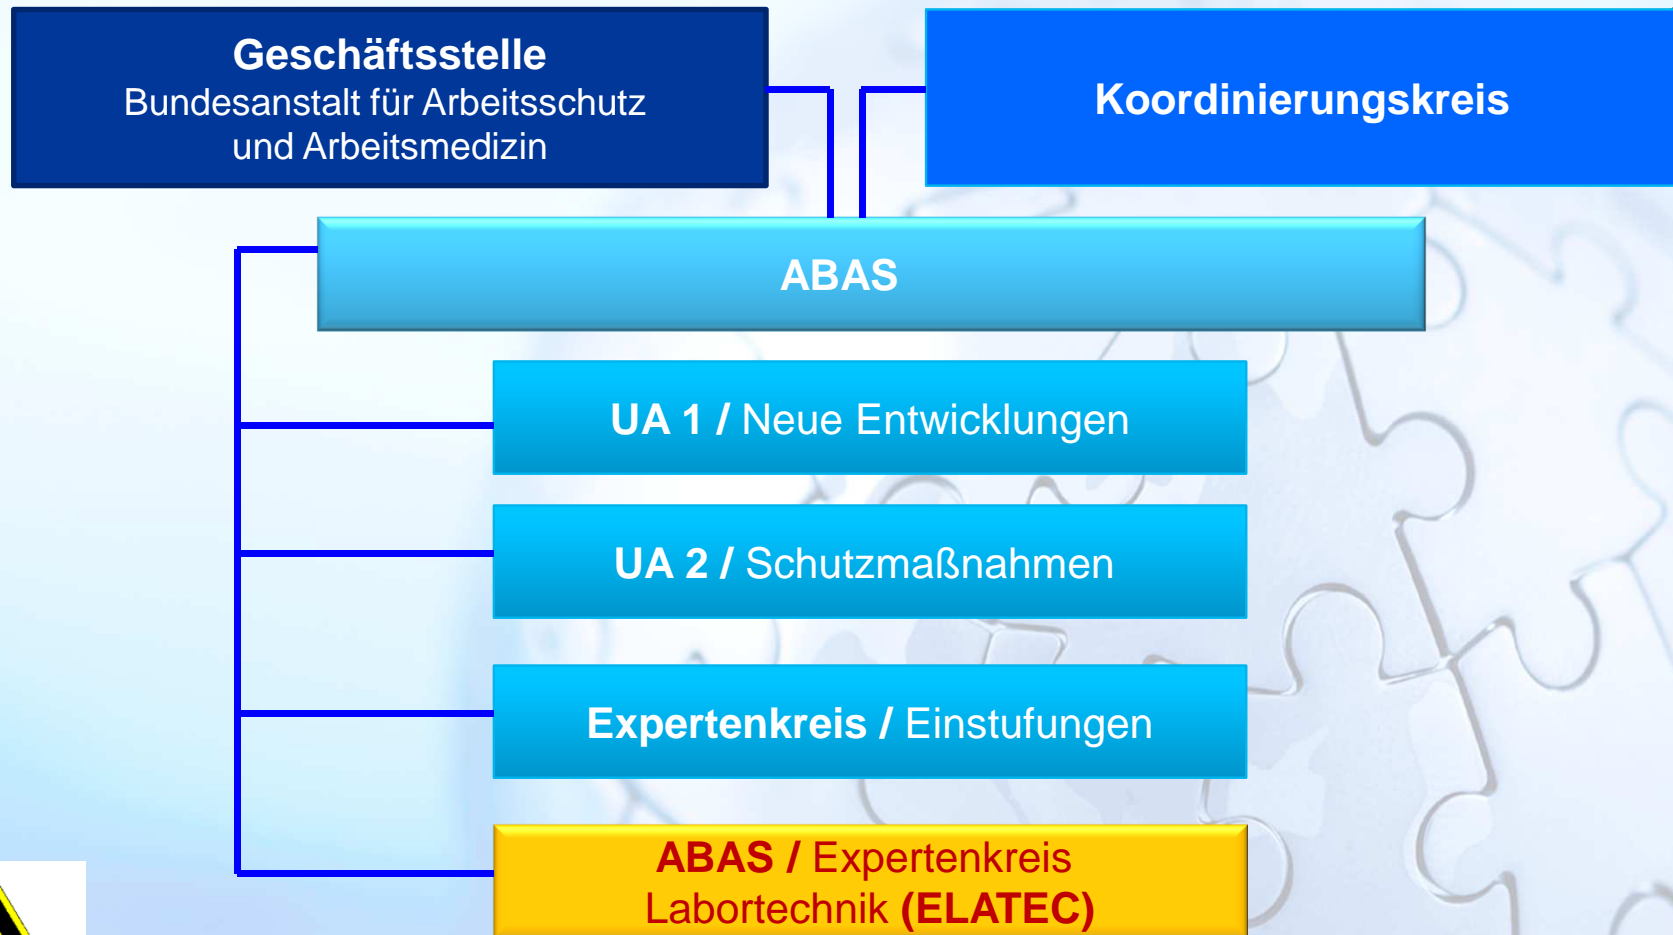 Geschäftsstelle
Bundesanstalt für Arbeitsschutz
und Arbeitsmedizin
Koordinierungskreis
ABAS
UA 1 / Neue Entwicklungen
UA 2 / Schutzmaßnahmen
Expertenkreis / Einstufungen
ABAS / Expertenkreis
Labortechnik (ELATEC)